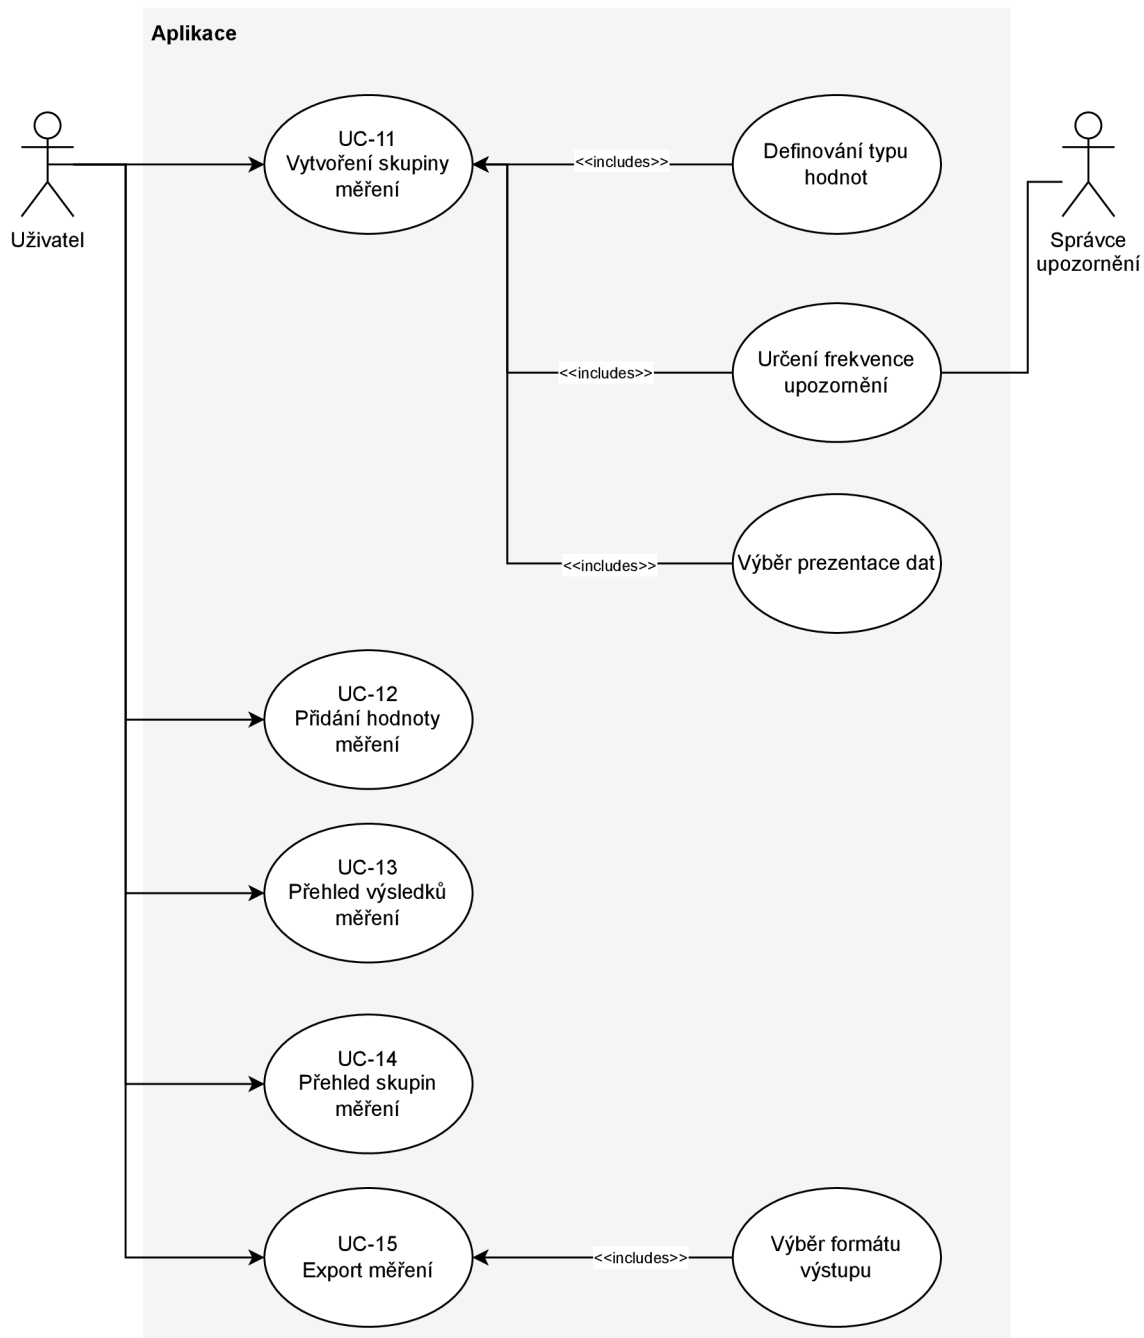 Aplikace
UC-11
Vytvoření skupiny
měření
<<includes>>
Definování typu
hodnot
Uživatel
Správce
upozornění
<<includes>>
Určení frekvence
upozornění
<<includes>>
Výběr prezentace dat
UC-12
Přidání hodnoty
měření
UC-13
Přehled výsledků
měření
UC-14
Přehled skupin
měření
UC-15
Export měření
<<includes>>
Výběr formátu
výstupu